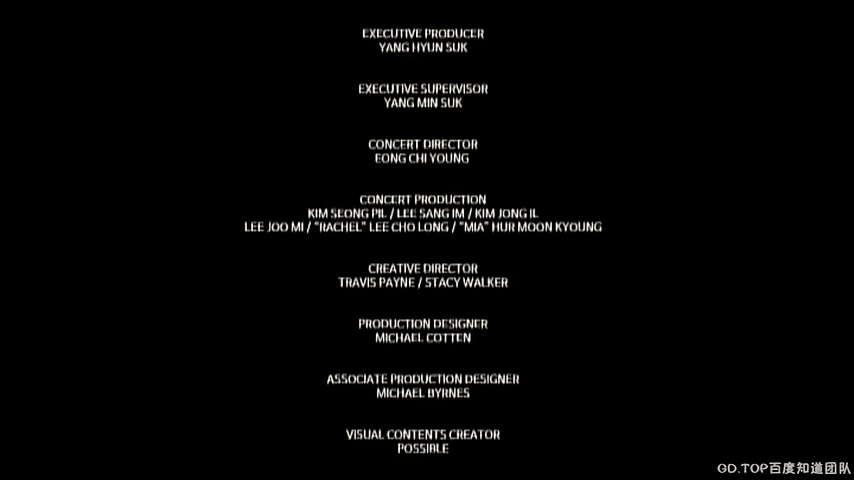 EXECUTIVE PRODUCER
YANG HYUN SUK
EXECUTIVE SUPERVISOR
YANG MIN SUK
CONCERT DIRECTOR
EONG CHI YOUNG
CONCERT PRODUCTION
KIM SEONG PIL / LEE SANG IM / KIM JONG IL
LEE JOO MI / "RACHEL" LEE CHO LONG / "MIA" HUR MOON KYOUNG
CREATIVE DIRECTOR
TRAVIS PAYNE / STACY WALKER
PRODUCTION DESIGNER
MICHAEL COTTEN
ASSOCIATE PRODUCTION DESIGNER
MICHAEL BYRNES
VISUAL CONTENTS CREATOR
POSSIBLE
GD.TOP百度知道团队